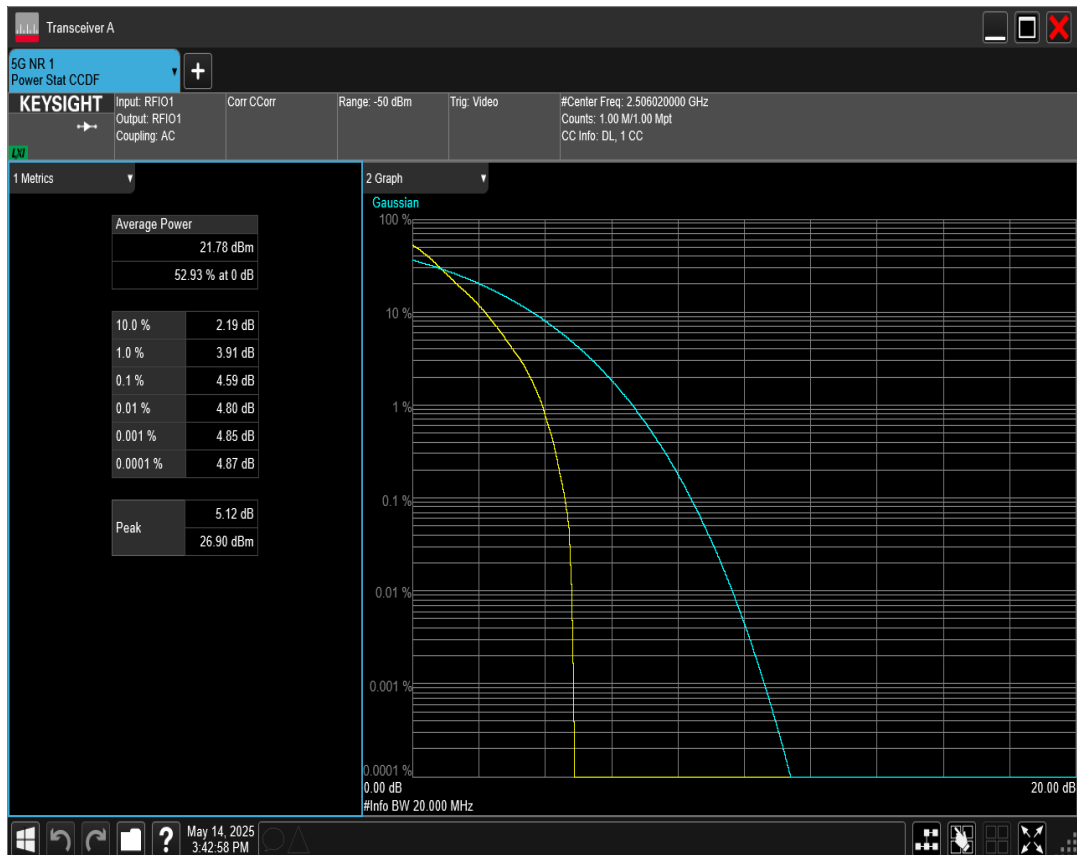 Transceiver A
5G NR 1
Power Stat CCDF
KEYSIGHT
LXI
Input: RFIO1
Output: RFIO1
Coupling: AC
Corr CCorr
Range: -50 dBm
Trig: Video
#Center Freq: 2.506020000 GHz
Counts: 1.00 M/1.00 Mpt
CC Info: DL, 1 CC
1 Metrics
Average Power
21.78 dBm
52.93 % at 0 dB
10.0 % 2.19 dB
1.0 % 3.91 dB
0.1 % 4.59 dB
0.01 % 4.80 dB
0.001 % 4.85 dB
0.0001 % 4.87 dB
Peak 5.12 dB
26.90 dBm
2 Graph
Gaussian
100 %
10 %
1 %
0.1 %
0.01 %
0.001 %
0.0001 %
0.00 dB 20.00 dB
#Info BW 20.000 MHz
?
May 14, 2025
3:42:58 PM